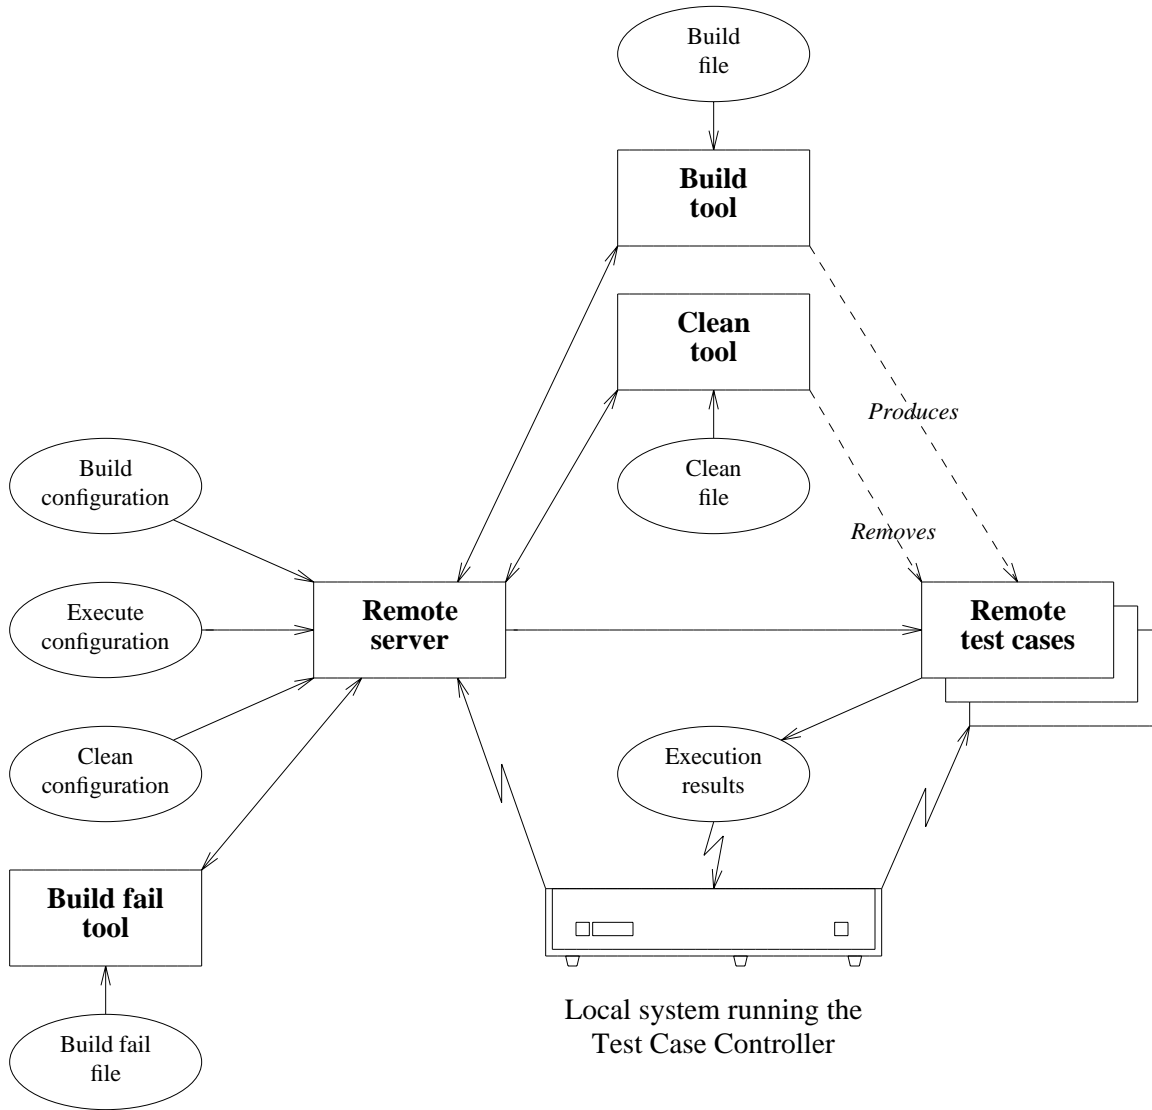 Build
file
Build
tool
Clean
tool
Produces
Build
configuration
Clean
file
Removes
Execute
configuration
Remote
server
Remote
test cases
Clean
configuration
Execution
results
Build fail
tool
Local system running the
Test Case Controller
Build fail
file